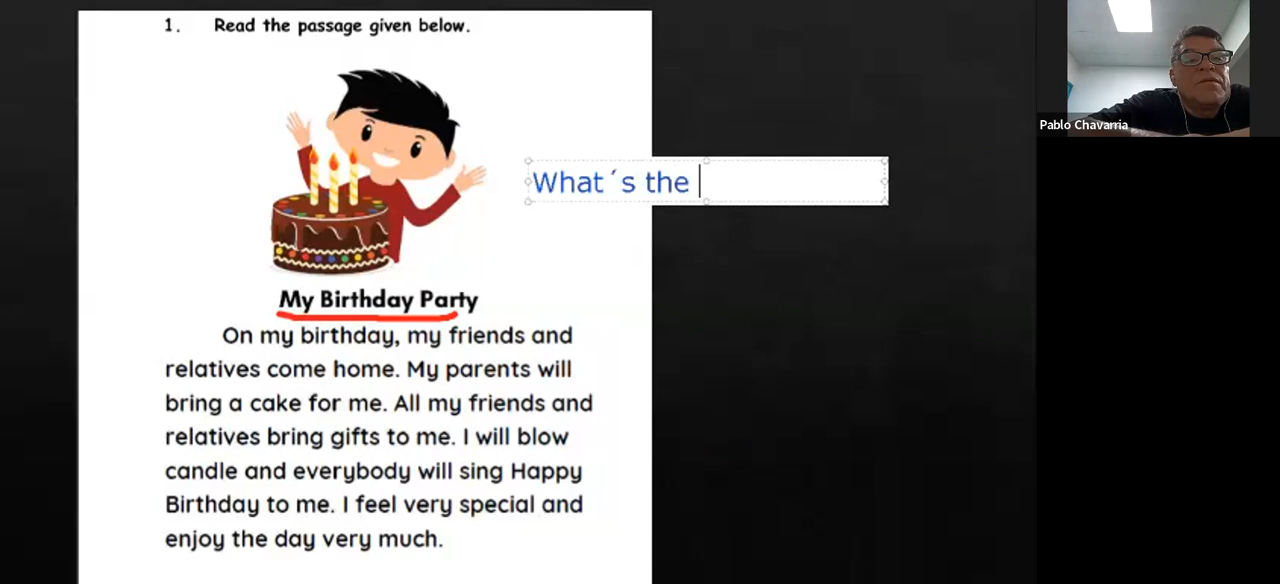 1. Read the passage given below.
What´s the
My Birthday Party
On my birthday, my friends and
relatives come home. My parents will
bring a cake for me. All my friends and
relatives bring gifts to me. I will blow
candle and everybody will sing Happy
Birthday to me. I feel very special and
enjoy the day very much.
Pablo Chavarria